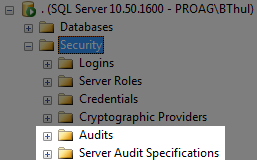 . (SQL Server 10.50.1600 - PROAG\BThul)
Databases
Security
Logins
Server Roles
Credentials
Cryptographic Providers
Audits
Server Audit Specifications